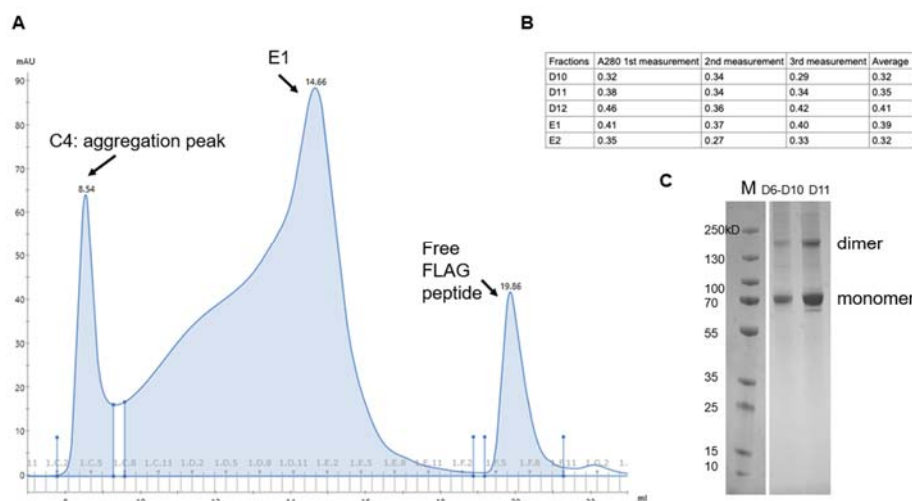 A
mAU
90
80
70
60
50
40
30
20
10
0
8.54
14.66
19.86
C4: aggregation peak
E1
Free
FLAG
peptide
10
ml
B
Fractions A280 1st measurement 2nd measurement 3rd measurement Average
D10 0.32 0.34 0.29 0.32
D11 0.38 0.34 0.34 0.35
D12 0.46 0.36 0.42 0.41
E1 0.41 0.37 0.40 0.39
E2 0.35 0.27 0.33 0.32
C
M D6-D10 D11
250kD
130
100
70
55
35
25
15
10
dimer
monomer